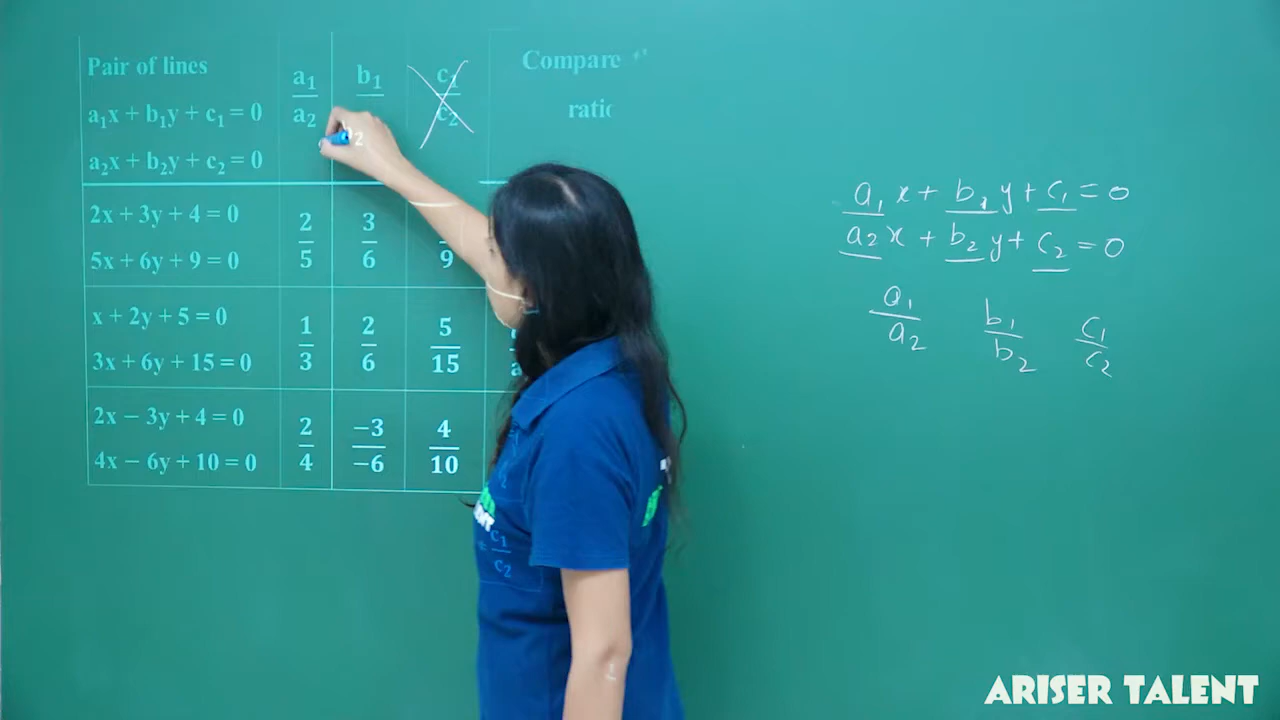 Pair of lines
a₁x + b₁y + c₁ = 0
a₂x + b₂y + c₂ = 0
a₁
a₂
b₁
₂
c₁
c₂
Compare
2x + 3y + 4 = 0
5x + 6y + 9 = 0
2
5
3
6
9
x + 2y + 5 = 0
3x + 6y + 15 = 0
1
3
2
6
5
15
a
2x − 3y + 4 = 0
4x − 6y + 10 = 0
2
4
−3
−6
4
10
= c₁
c₂
a₁x + b₁y + c₁ = 0
a₂x + b₂y + c₂ = 0
a₁
a₂
b₁
b₂
c₁
c₂
ARISER TALENT